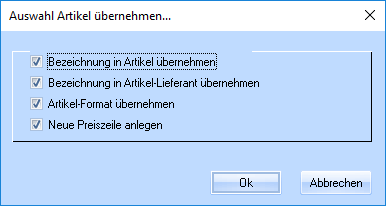 Auswahl Artikel übernehmen...
Bezeichnung in Artikel übernehmen
Bezeichnung in Artikel-Lieferant übernehmen
Artikel-Format übernehmen
Neue Preiszeile anlegen
Ok Abbrechen